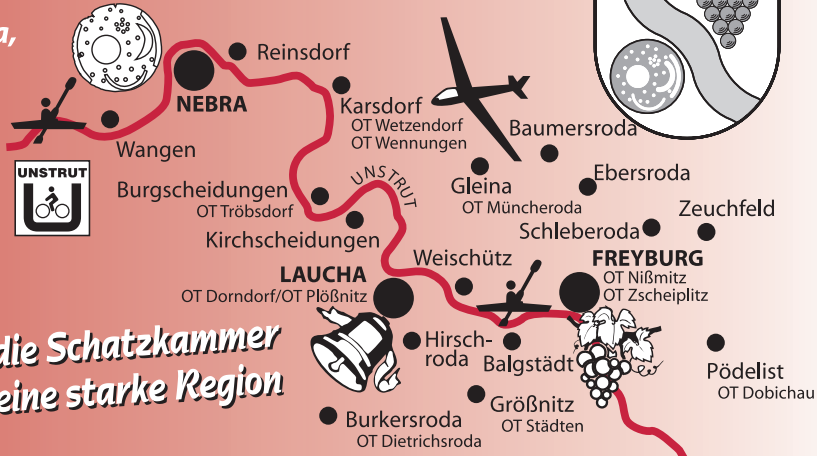 a,
Reinsdorf
NEBRA
Karsdorf
OT Wetzendorf
OT Wennungen
Baumersroda
Wangen
UNSTRUT
Gleina
OT Müncheroda
Ebersroda
Burgscheidungen
OT Tröbsdorf
UNSTRUT
Zeuchfeld
Kirchscheidungen
Schleberoda
Weischütz
FREYBURG
OT Nißmitz
OT Zscheiplitz
LAUCHA
OT Dorndorf/OT Plößnitz
die Schatzkammer
eine starke Region
Hirsch-
roda
Balgstädt
Pödelist
OT Dobichau
Größnitz
OT Städten
Burkersroda
OT Dietrichsroda